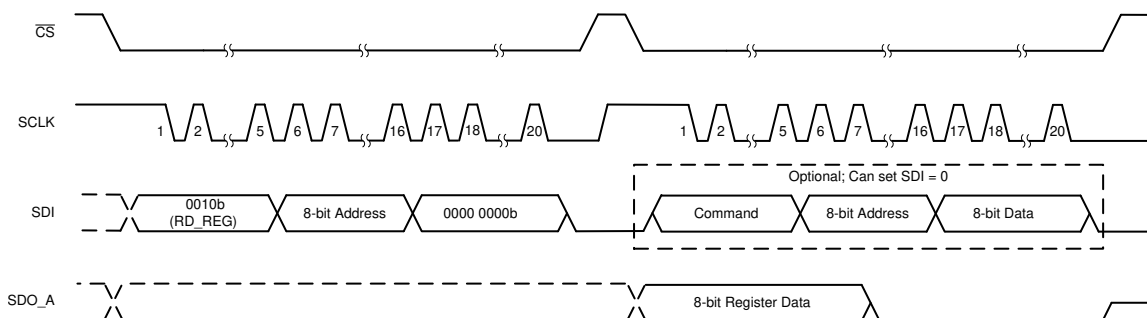 CS
SCLK
1 2 5 6 7 16 17 18 20 1 2 5 6 7 16 17 18 20
Optional; Can set SDI = 0
SDI
0010b
(RD_REG)
8-bit Address
0000 0000b
Command
8-bit Address
8-bit Data
SDO_A
8-bit Register Data